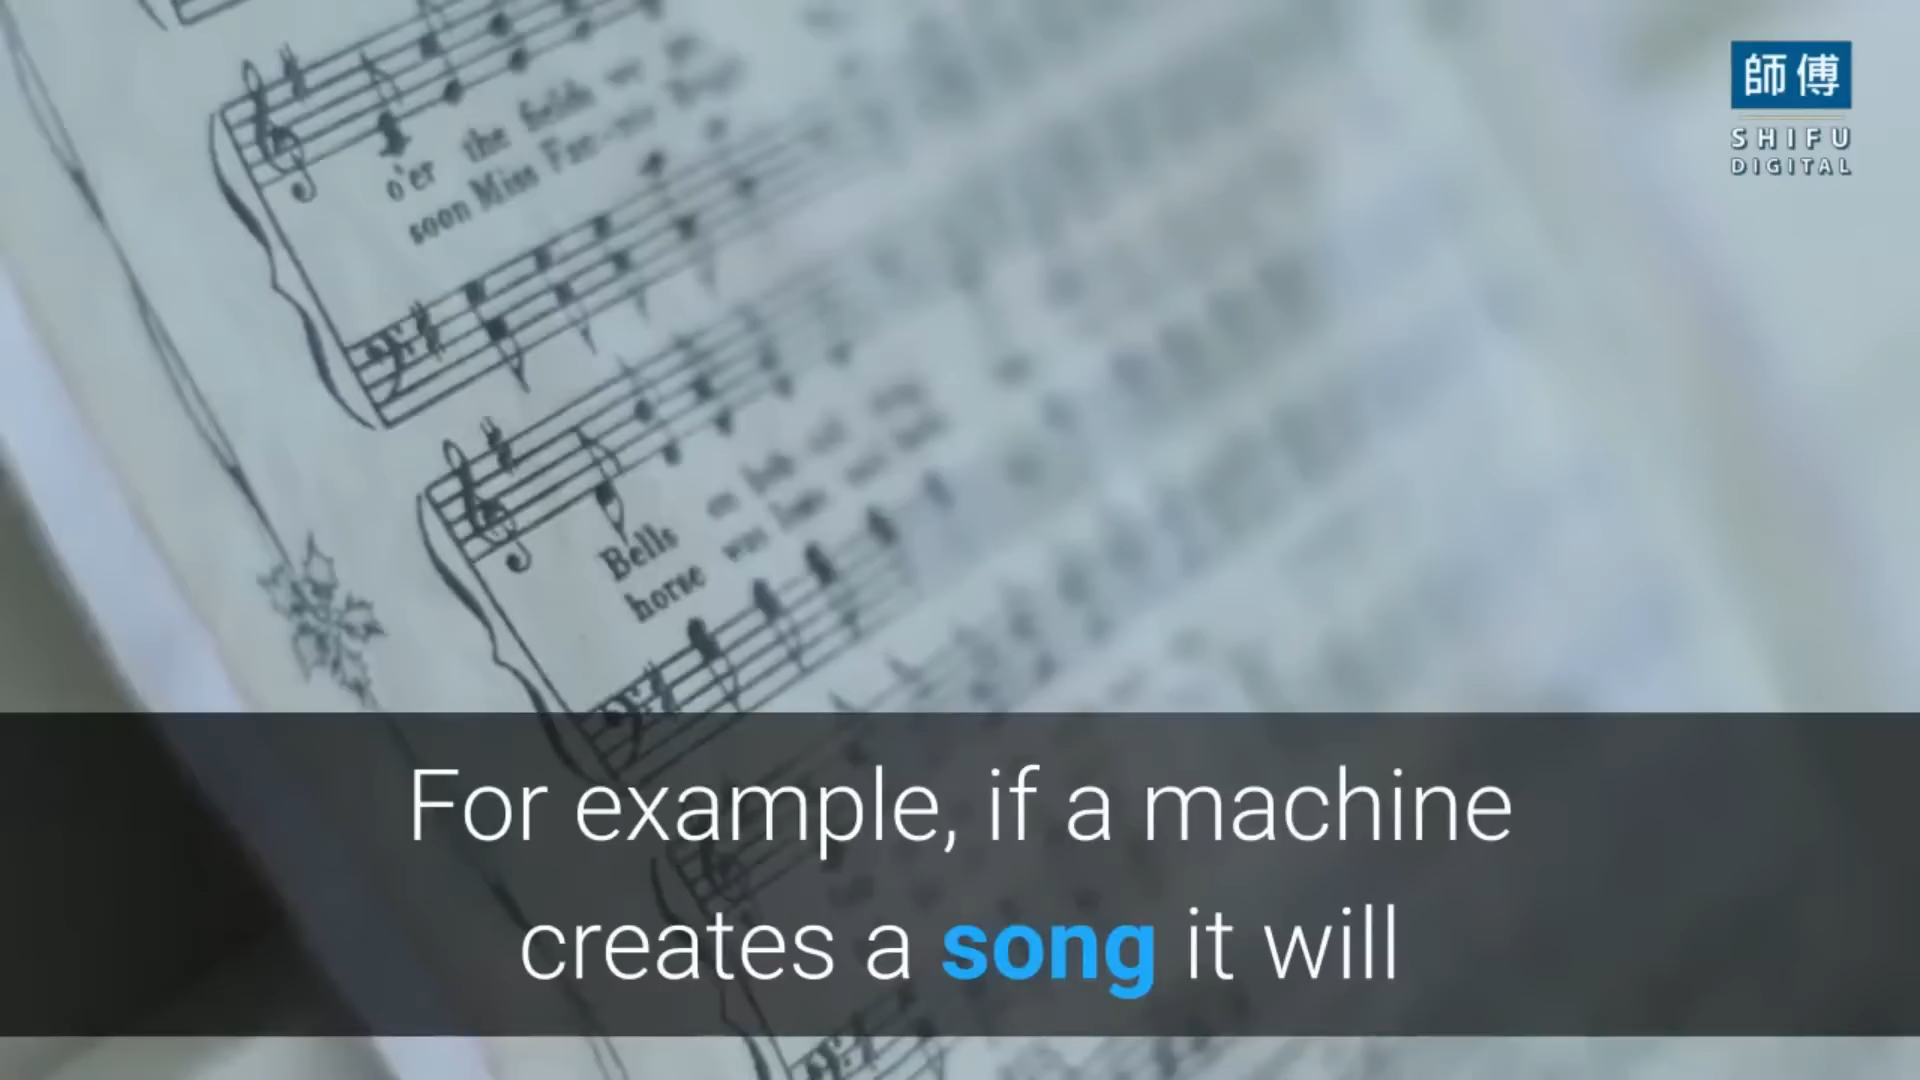 師傅
SHIFU
DIGITAL
o'er the fields we go
soon Miss Fan-nie Bright
Bells on bob tail ring
horse was lean and lank
For example, if a machine
creates a song it will